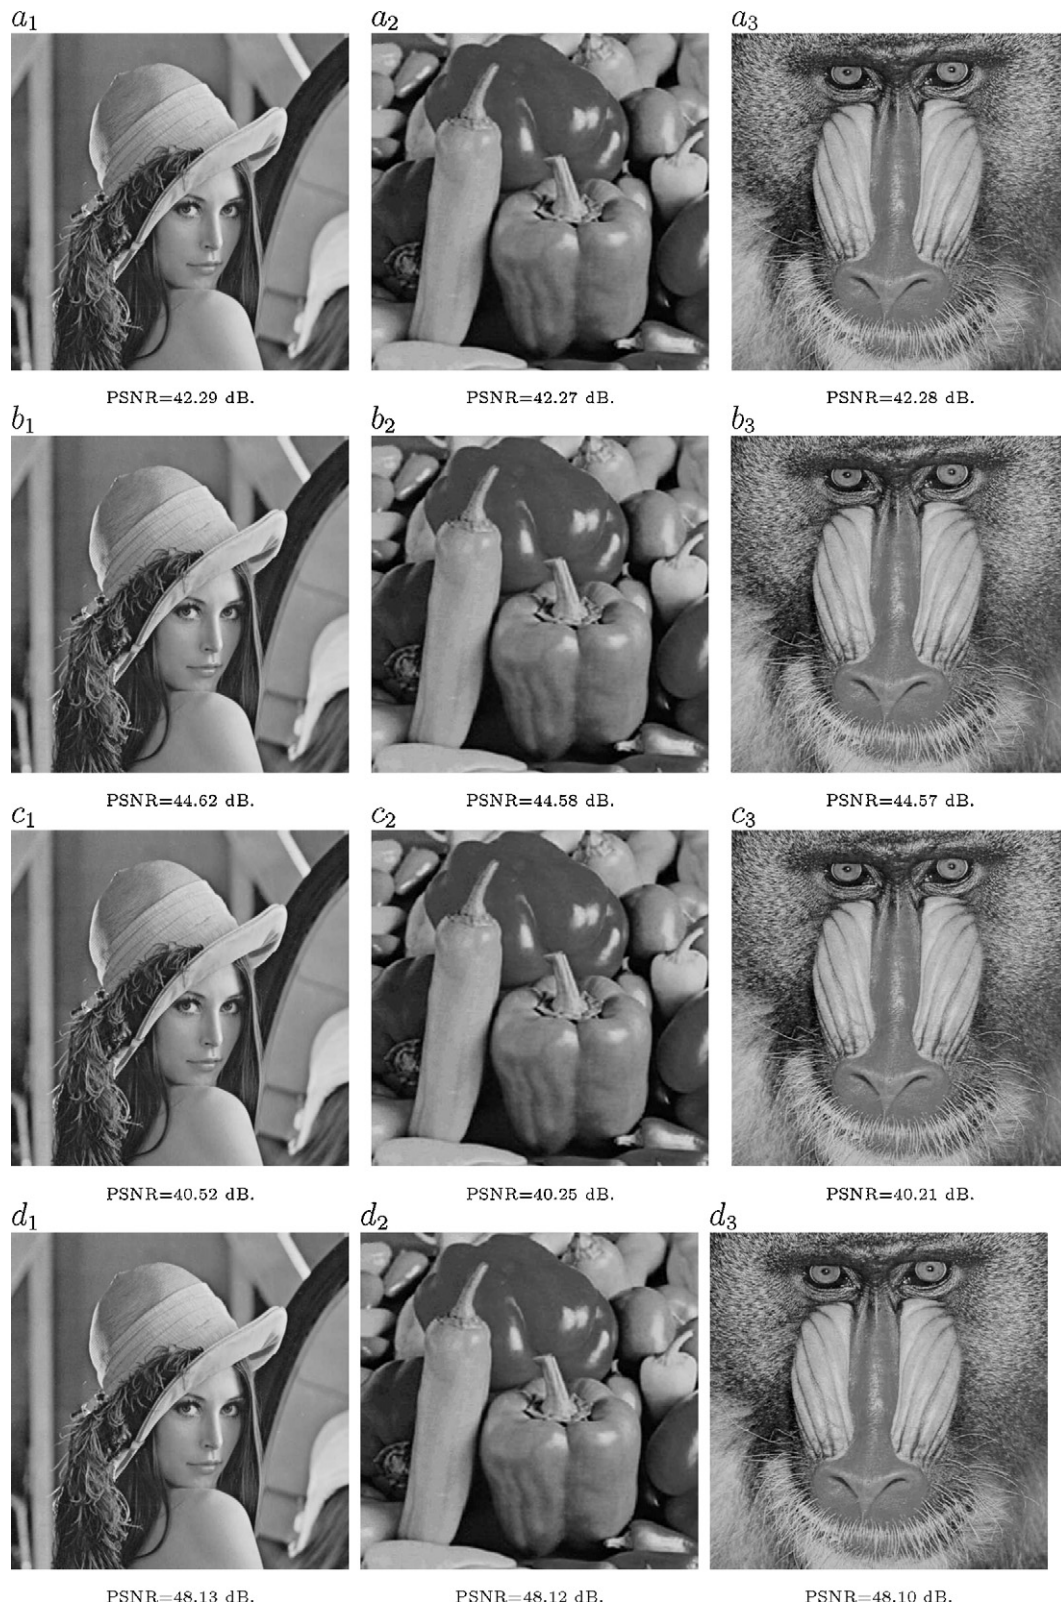 a₁ a₂ a₃
PSNR=42.29 dB. PSNR=42.27 dB. PSNR=42.28 dB.
b₁ b₂ b₃
PSNR=44.62 dB. PSNR=44.58 dB. PSNR=44.57 dB.
c₁ c₂ c₃
PSNR=40.52 dB. PSNR=40.25 dB. PSNR=40.21 dB.
d₁ d₂ d₃
PSNR=48.13 dB. PSNR=48.12 dB. PSNR=48.10 dB.